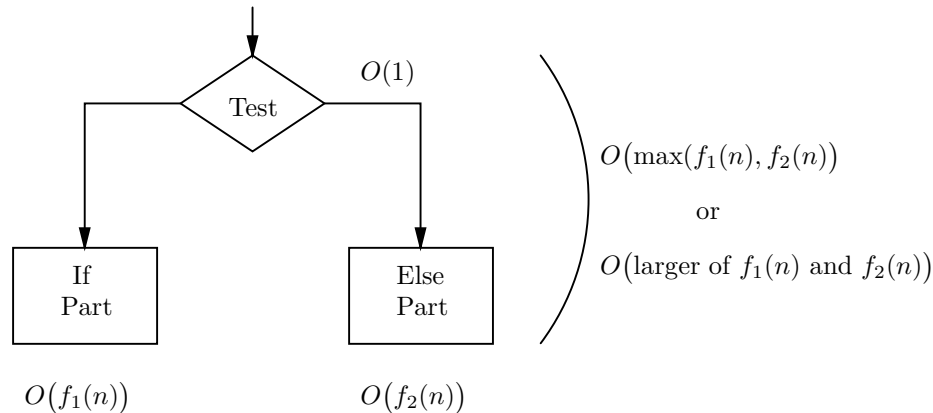 O(1)
Test
O(max(f₁(n), f₂(n))
or
O(larger of f₁(n) and f₂(n))
If
Part
Else
Part
O(f₁(n))
O(f₂(n))